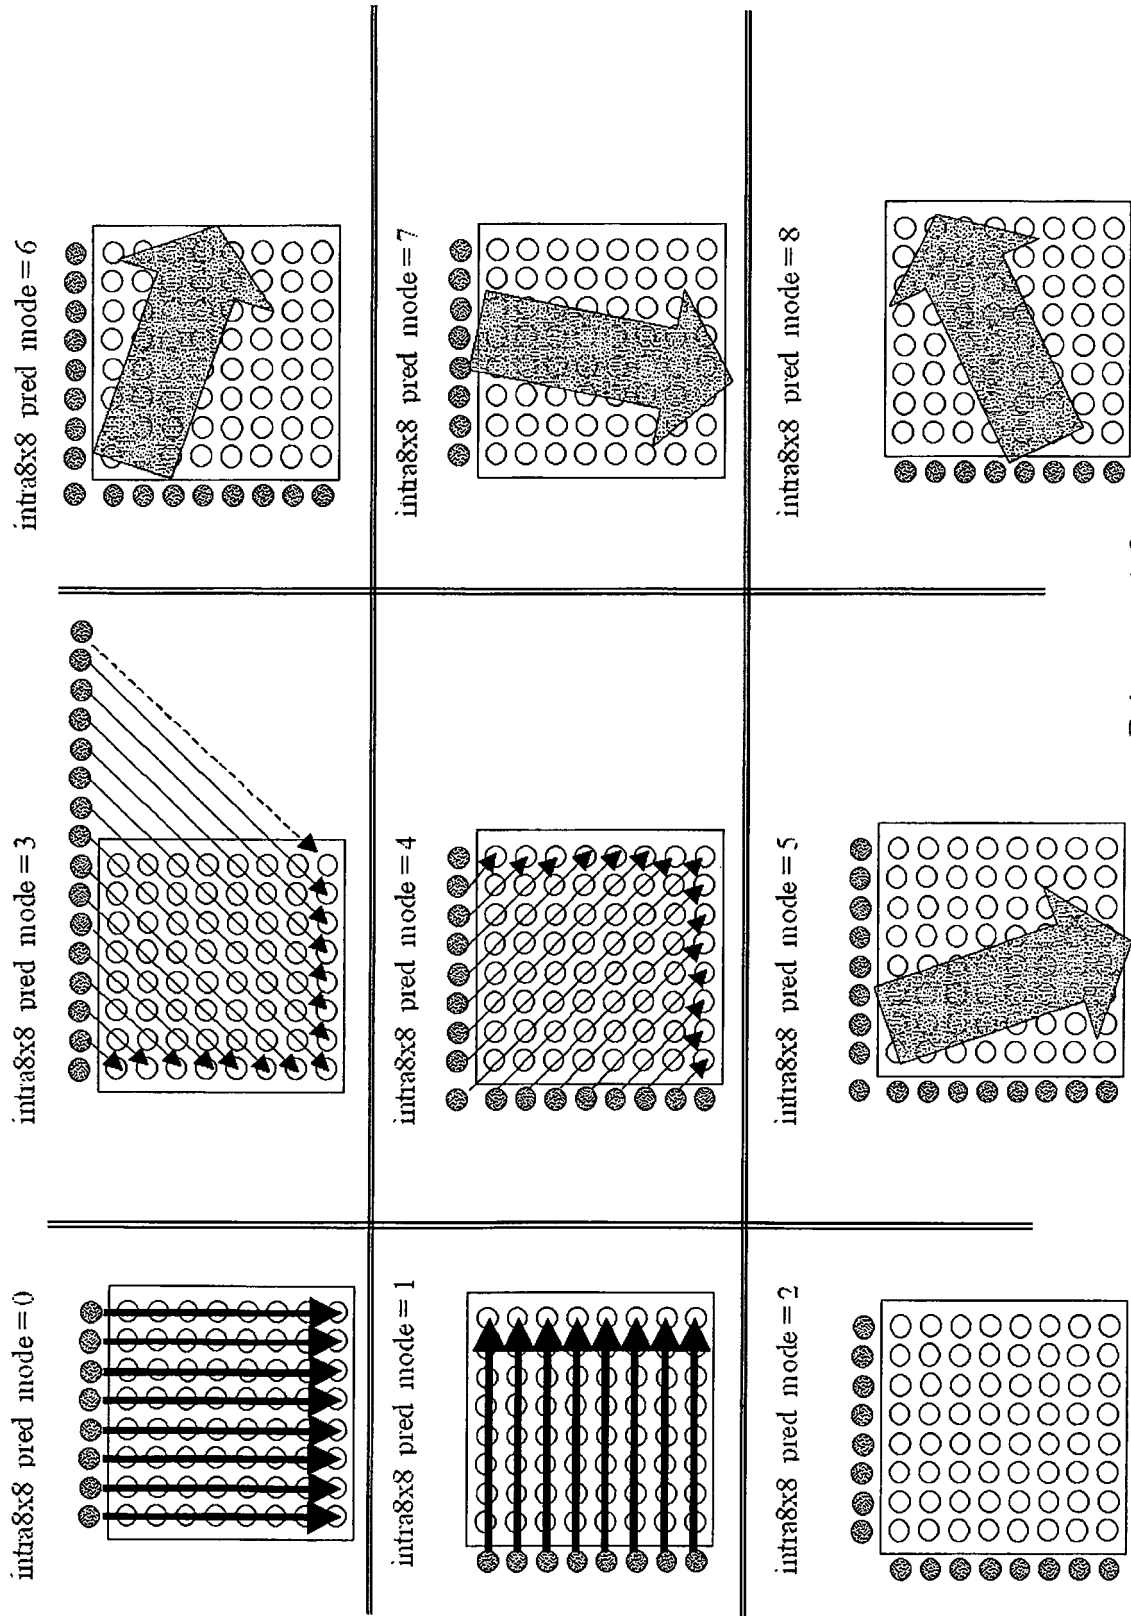 intra8x8 pred mode = 0
intra8x8 pred mode = 3
intra8x8 pred mode = 6
intra8x8 pred mode = 1
intra8x8 pred mode = 4
intra8x8 pred mode = 7
intra8x8 pred mode = 2
intra8x8 pred mode = 5
intra8x8 pred mode = 8